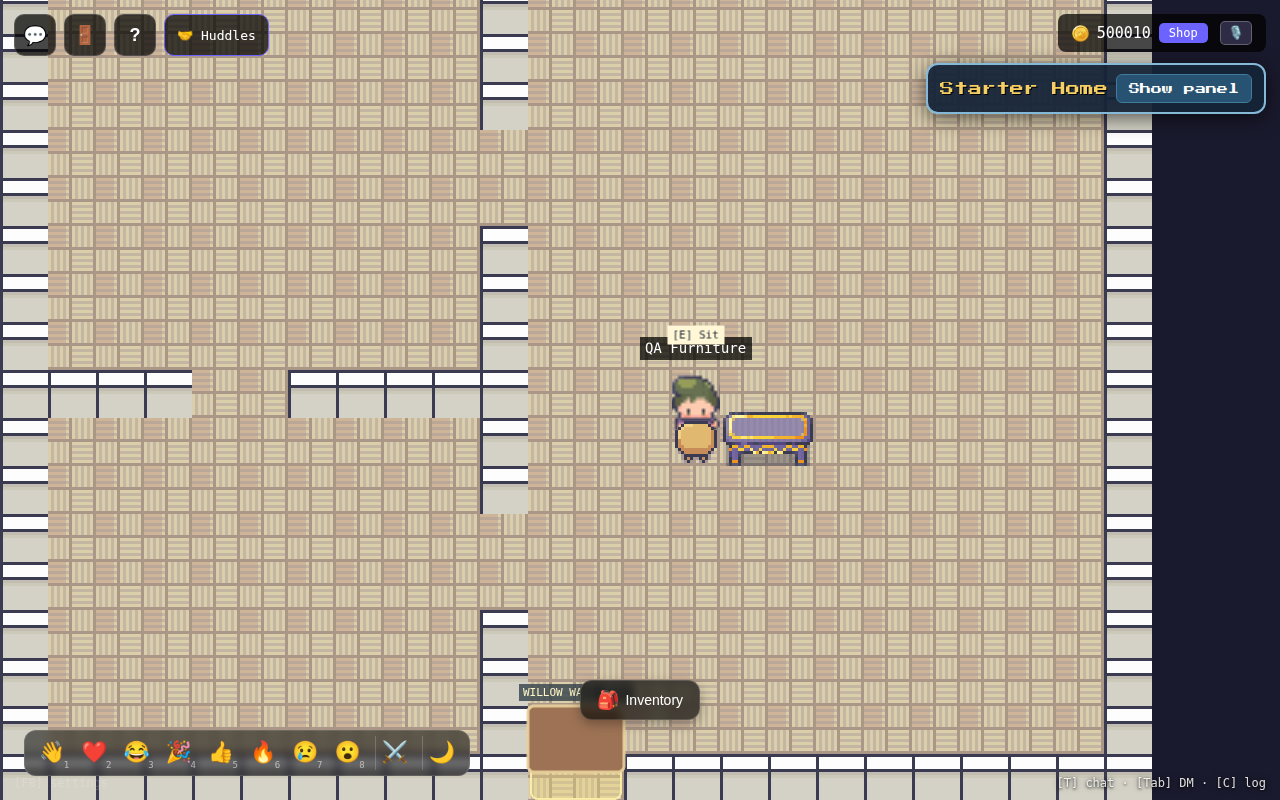 ? Huddles
500010 Shop
Starter Home Show panel
[E] Sit
QA Furniture
WILLOW
Inventory
1 2 3 4 5 6 7 8
[T] chat · [Tab] DM · [C] log